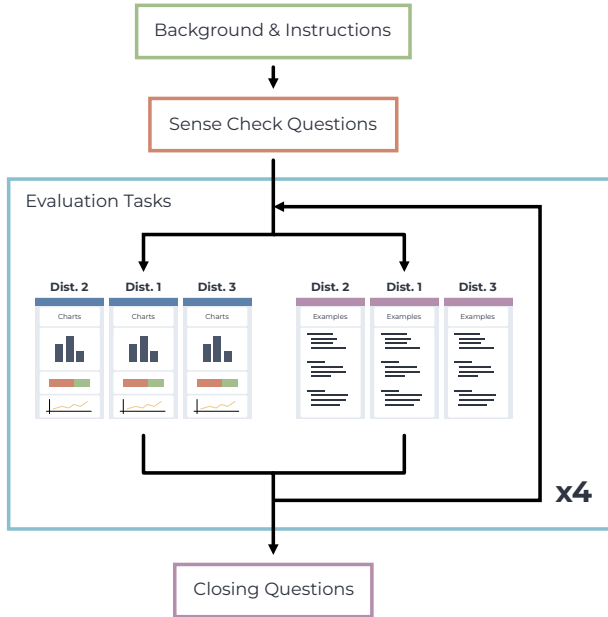 Background & Instructions
Sense Check Questions
Evaluation Tasks
Dist. 2 Dist. 1 Dist. 3 Dist. 2 Dist. 1 Dist. 3
Charts Charts Charts Examples Examples Examples
x4
Closing Questions